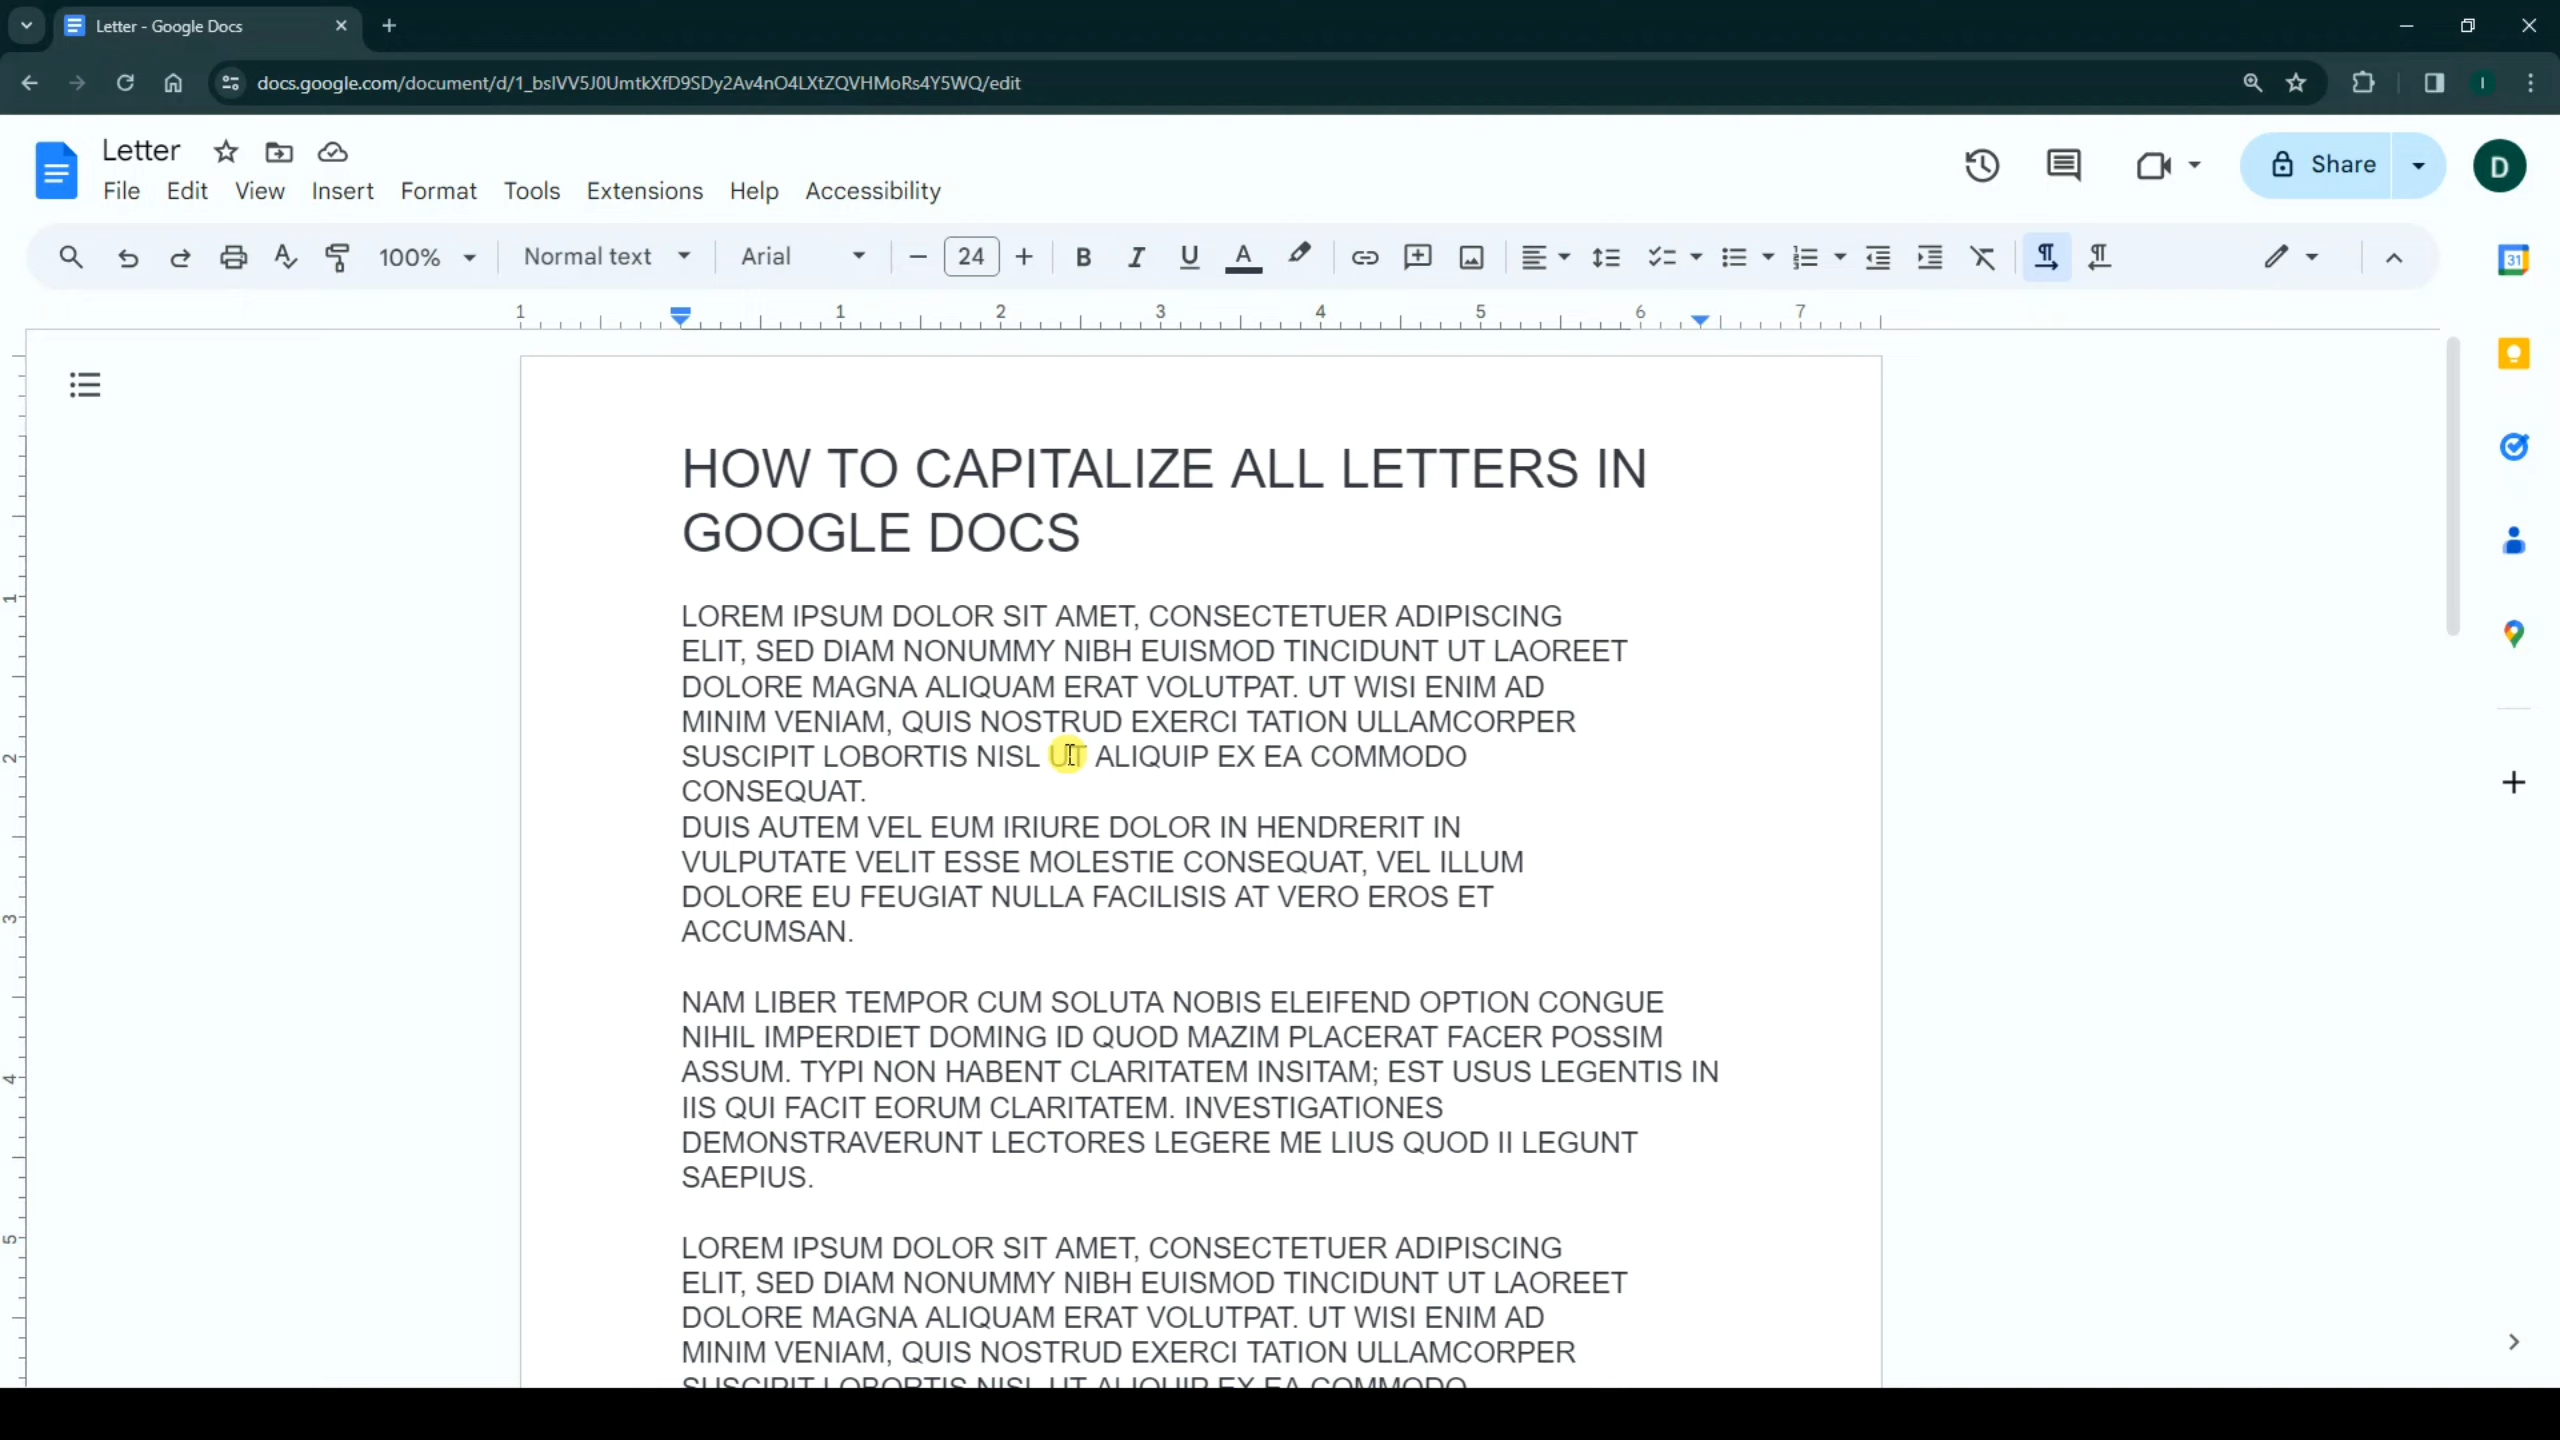 Letter - Google Docs
docs.google.com/document/d/1_bslVV5J0UmtkXfD9SDy2Av4nO4LXtZQVHMoRs4Y5WQ/edit
Letter
File Edit View Insert Format Tools Extensions Help Accessibility
Share
D
100% Normal text Arial 24
31
1 1 2 3 4 5 6 7
HOW TO CAPITALIZE ALL LETTERS IN
GOOGLE DOCS
LOREM IPSUM DOLOR SIT AMET, CONSECTETUER ADIPISCING
ELIT, SED DIAM NONUMMY NIBH EUISMOD TINCIDUNT UT LAOREET
DOLORE MAGNA ALIQUAM ERAT VOLUTPAT. UT WISI ENIM AD
MINIM VENIAM, QUIS NOSTRUD EXERCI TATION ULLAMCORPER
SUSCIPIT LOBORTIS NISL UT ALIQUIP EX EA COMMODO
CONSEQUAT.
DUIS AUTEM VEL EUM IRIURE DOLOR IN HENDRERIT IN
VULPUTATE VELIT ESSE MOLESTIE CONSEQUAT, VEL ILLUM
DOLORE EU FEUGIAT NULLA FACILISIS AT VERO EROS ET
ACCUMSAN.
NAM LIBER TEMPOR CUM SOLUTA NOBIS ELEIFEND OPTION CONGUE
NIHIL IMPERDIET DOMING ID QUOD MAZIM PLACERAT FACER POSSIM
ASSUM. TYPI NON HABENT CLARITATEM INSITAM; EST USUS LEGENTIS IN
IIS QUI FACIT EORUM CLARITATEM. INVESTIGATIONES
DEMONSTRAVERUNT LECTORES LEGERE ME LIUS QUOD II LEGUNT
SAEPIUS.
LOREM IPSUM DOLOR SIT AMET, CONSECTETUER ADIPISCING
ELIT, SED DIAM NONUMMY NIBH EUISMOD TINCIDUNT UT LAOREET
DOLORE MAGNA ALIQUAM ERAT VOLUTPAT. UT WISI ENIM AD
MINIM VENIAM, QUIS NOSTRUD EXERCI TATION ULLAMCORPER
SUSCIPIT LOBORTIS NISL UT ALIQUIP EX EA COMMODO
1
2
3
4
5